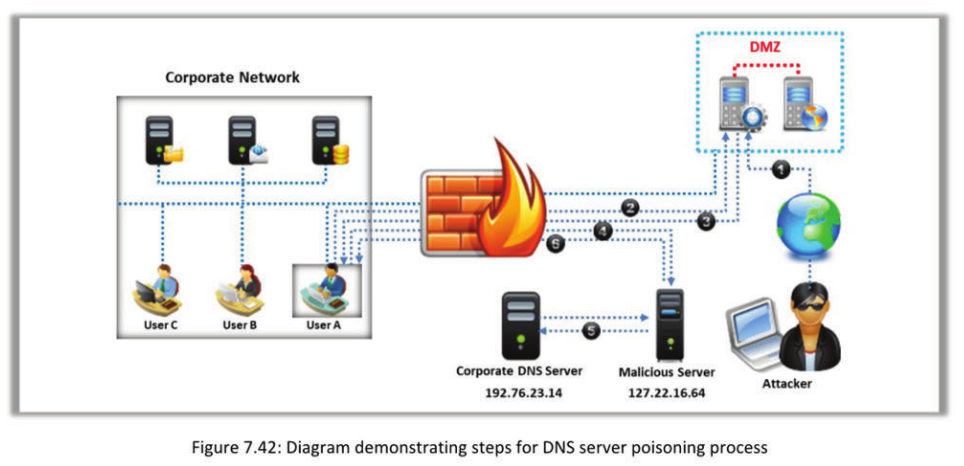 DMZ
Corporate Network
1
2
3
4
6
5
User C
User B
User A
Corporate DNS Server
192.76.23.14
Malicious Server
127.22.16.64
Attacker
Figure 7.42: Diagram demonstrating steps for DNS server poisoning process